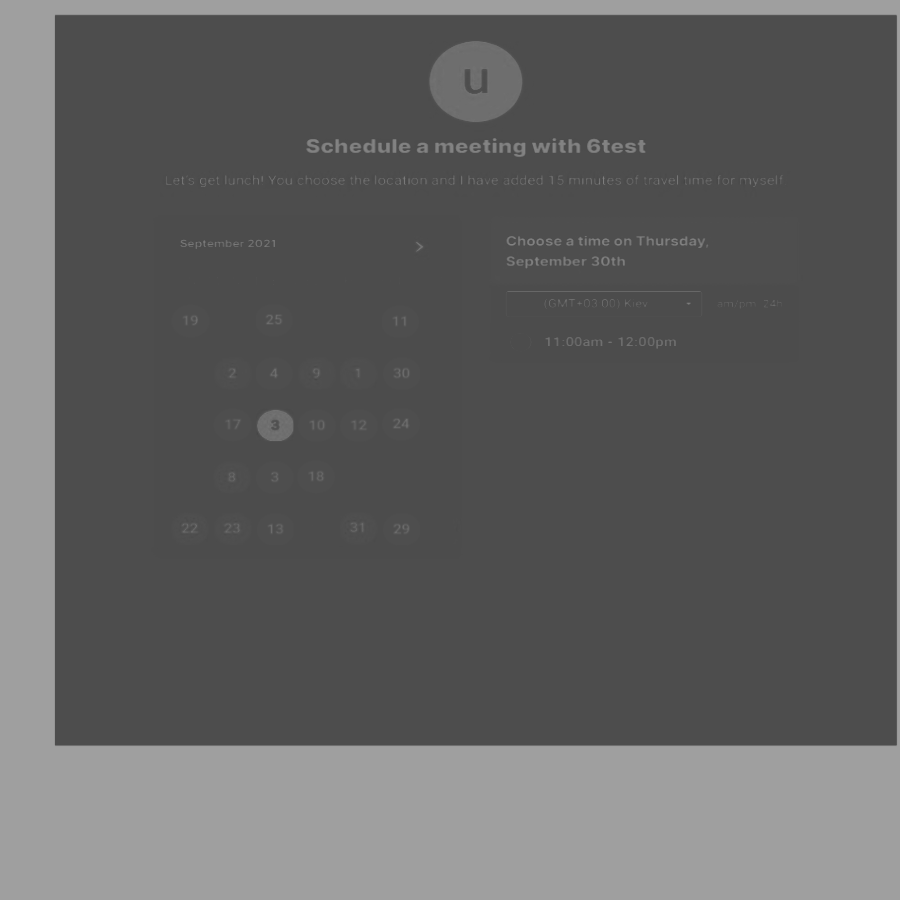 u
Schedule a meeting with 6test
Let's get lunch! You choose the location and I have added 15 minutes of travel time for myself
September 2021
19 25 11
2 4 9 1 30
17 3 10 12 24
8 3 18
22 23 13 31 29
Choose a time on Thursday,
September 30th
(GMT+03:00) Kiev am/pm 24h
11:00am - 12:00pm